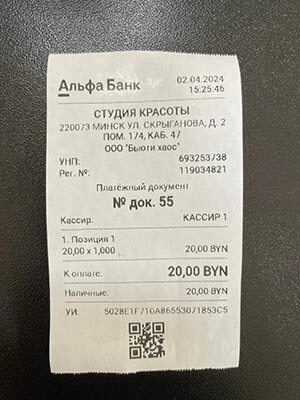 Альфа Банк
02.04.2024
15:25:46
СТУДИЯ КРАСОТЫ
220073 МИНСК УЛ. СКРЫГАНОВА, Д. 2
ПОМ. 174, КАБ. 47
ООО "Бьюти хаос"
УНП: 693253738
Рег. №: 119034821
Платёжный документ
№ док. 55
Кассир: КАССИР 1
1. Позиция 1
20,00 x 1,000 20,00 BYN
К оплате: 20,00 BYN
Наличные: 20,00 BYN
УИ: 5028E1F710A86553071853C5